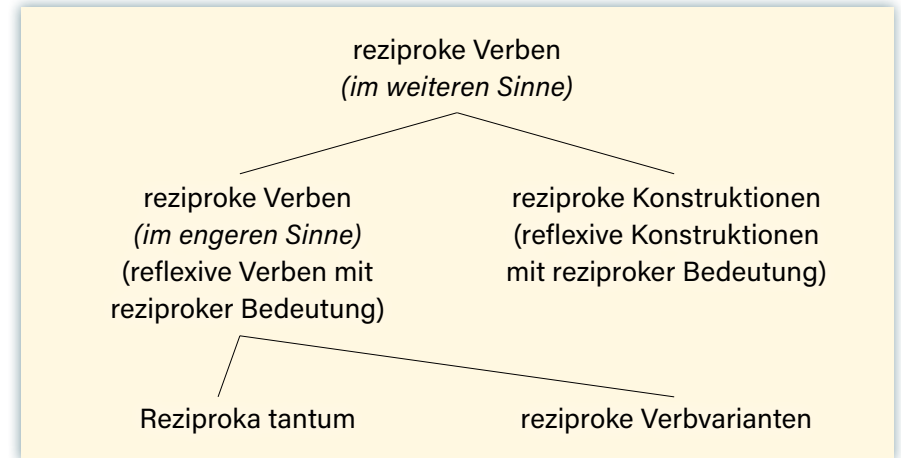 reziproke Verben
(im weiteren Sinne)
reziproke Verben
(im engeren Sinne)
(reflexive Verben mit
reziproker Bedeutung)
reziproke Konstruktionen
(reflexive Konstruktionen
mit reziproker Bedeutung)
Reziproka tantum
reziproke Verbvarianten